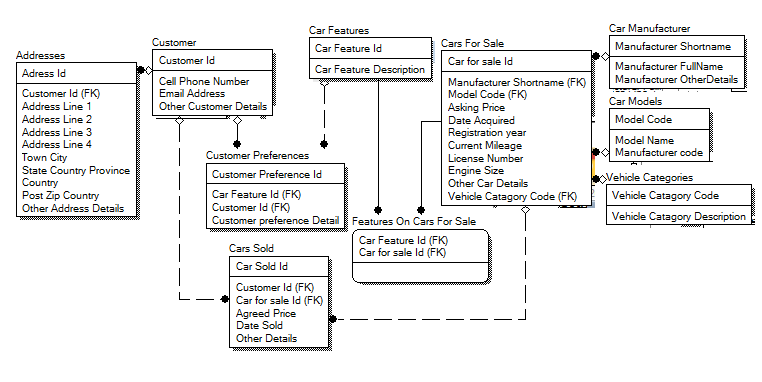 Addresses
Adress Id
Customer Id (FK)
Address Line 1
Address Line 2
Address Line 3
Address Line 4
Town City
State Country Province
Country
Post Zip Country
Other Address Details
Customer
Customer Id
Cell Phone Number
Email Address
Other Customer Details
Car Features
Car Feature Id
Car Feature Description
Cars For Sale
Car for sale Id
Manufacturer Shortname (FK)
Model Code (FK)
Asking Price
Date Acquired
Registration year
Current Mileage
License Number
Engine Size
Other Car Details
Vehicle Catagory Code (FK)
Car Manufacturer
Manufacturer Shortname
Manufacturer FullName
Manufacturer OtherDetails
Car Models
Model Code
Model Name
Manufacturer code
Vehicle Categories
Vehicle Catagory Code
Vehicle Catagory Description
Customer Preferences
Customer Preference Id
Car Feature Id (FK)
Customer Id (FK)
Customer preference Detail
Features On Cars For Sale
Car Feature Id (FK)
Car for sale Id (FK)
Cars Sold
Car Sold Id
Customer Id (FK)
Car for sale Id (FK)
Agreed Price
Date Sold
Other Details